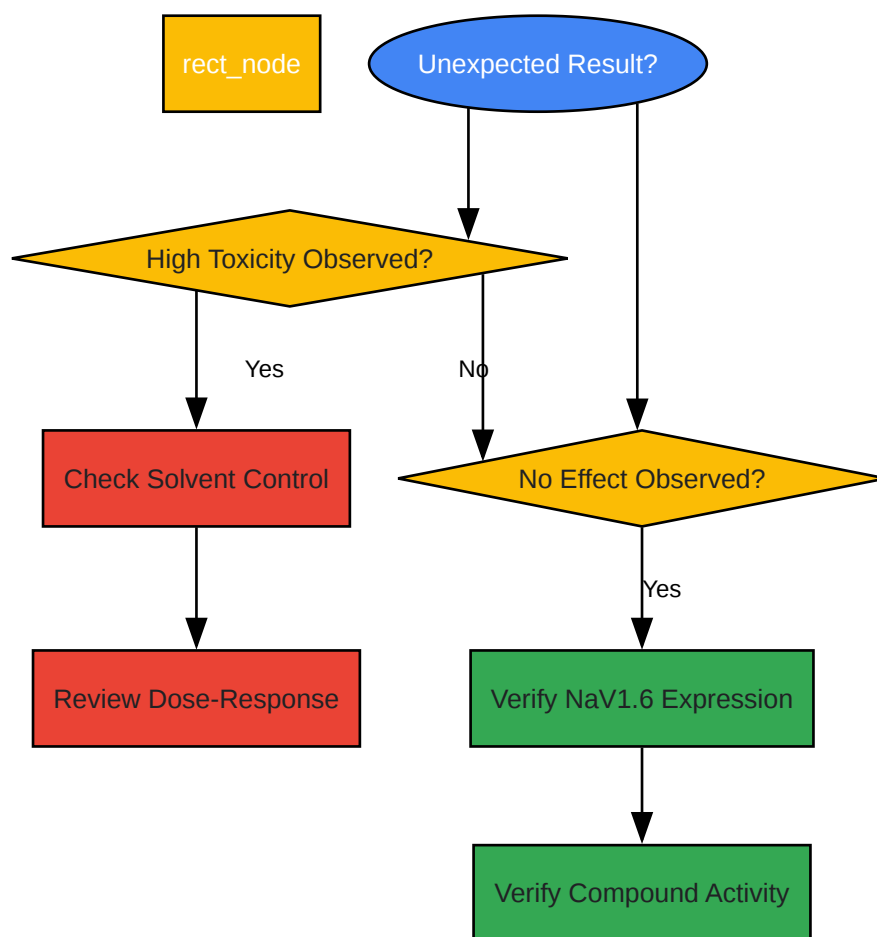 rect_node
Unexpected Result?
High Toxicity Observed?
Yes
No
Check Solvent Control
No Effect Observed?
Yes
Review Dose-Response
Verify NaV1.6 Expression
Verify Compound Activity